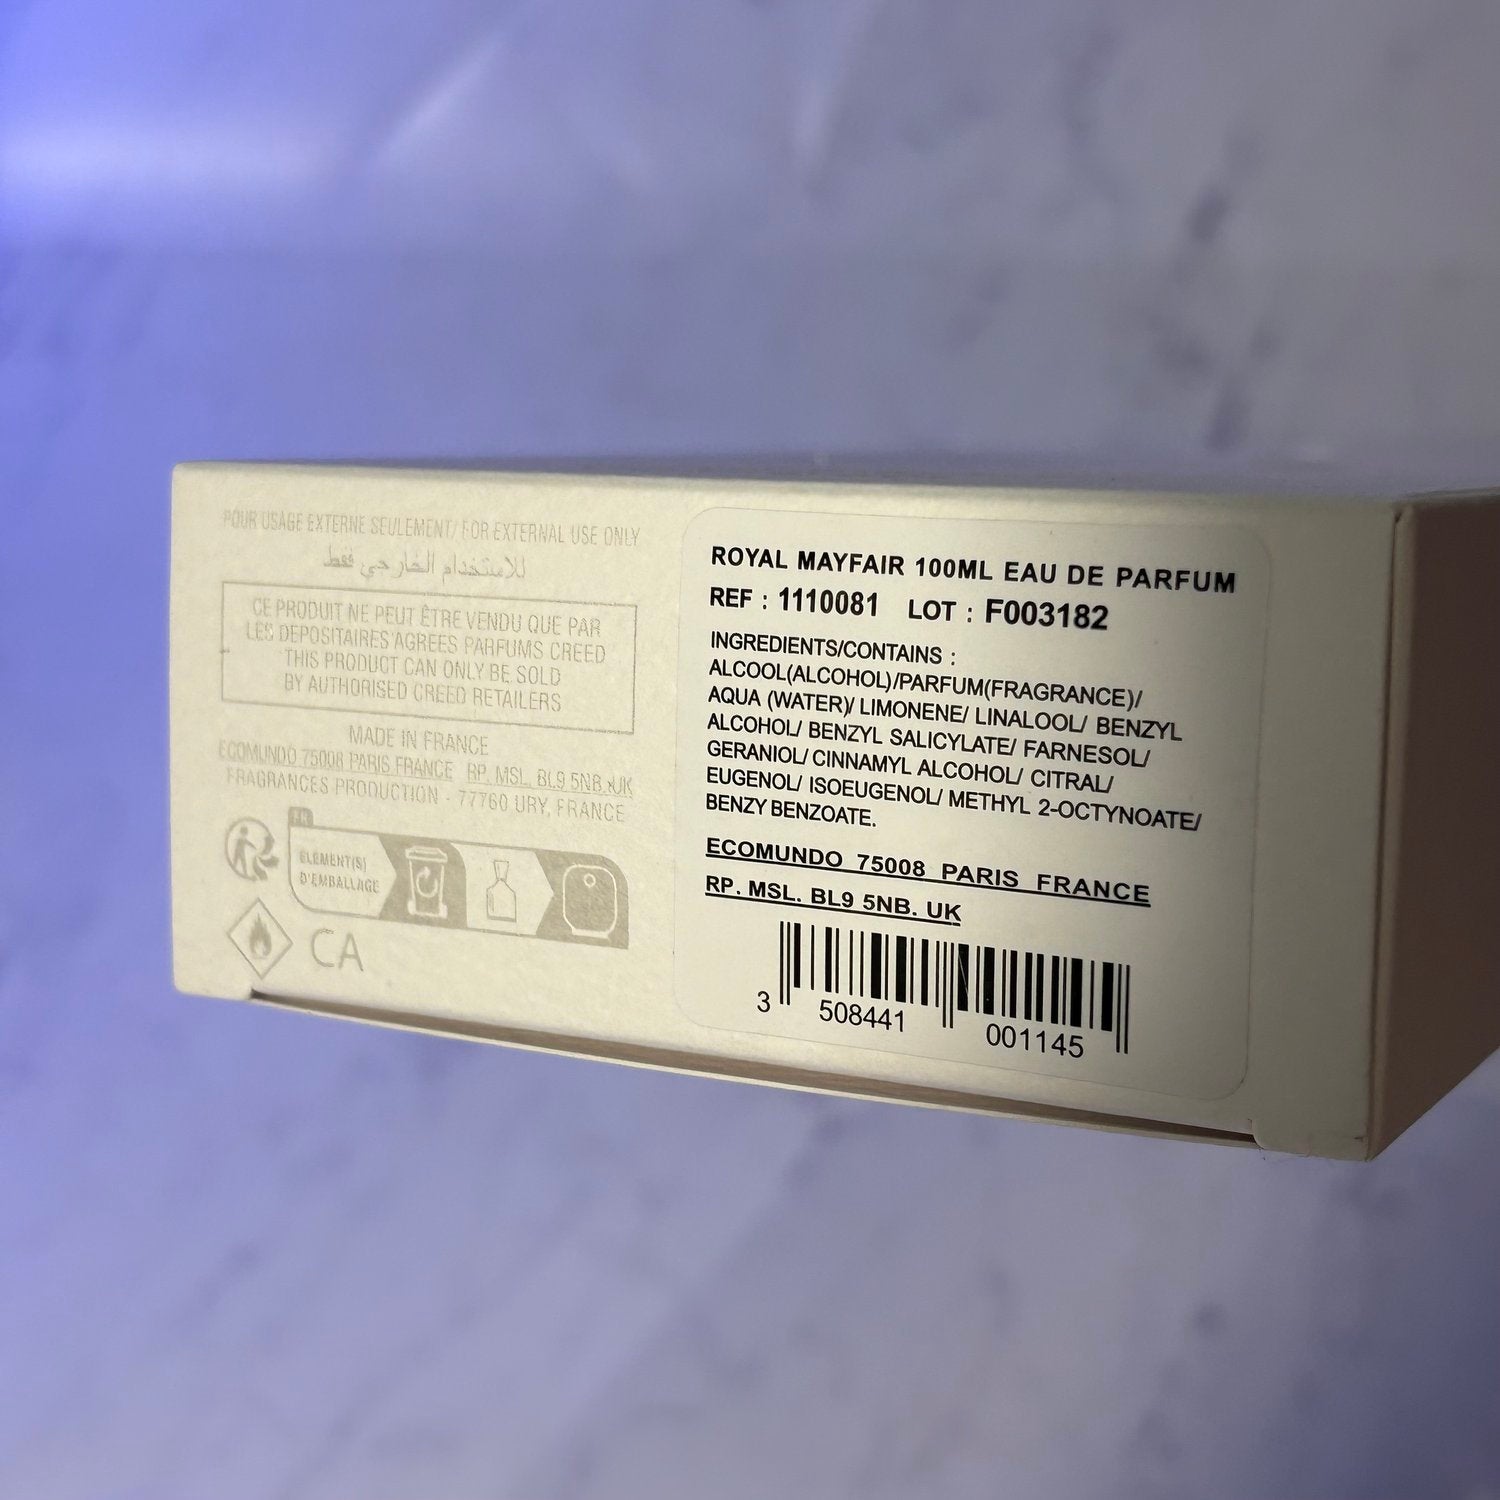 POUR USAGE EXTERNE SEULEMENT/ FOR EXTERNAL USE ONLY
للاستخدام الخارجي فقط
CE PRODUIT NE PEUT ÊTRE VENDU QUE PAR
LES DEPOSITAIRES AGREES PARFUMS CREED
THIS PRODUCT CAN ONLY BE SOLD
BY AUTHORISED CREED RETAILERS
MADE IN FRANCE
ECOMUNDO 75008 PARIS FRANCE RP. MSL. BL9 5NB. UK
FRAGRANCES PRODUCTION - 77760 URY, FRANCE
FR
ÉLÉMENT(S)
D'EMBALLAGE
CA
ROYAL MAYFAIR 100ML EAU DE PARFUM
REF : 1110081 LOT : F003182
INGREDIENTS/CONTAINS :
ALCOOL(ALCOHOL)/PARFUM(FRAGRANCE)/
AQUA (WATER)/ LIMONENE/ LINALOOL/ BENZYL
ALCOHOL/ BENZYL SALICYLATE/ FARNESOL/
GERANIOL/ CINNAMYL ALCOHOL/ CITRAL/
EUGENOL/ ISOEUGENOL/ METHYL 2-OCTYNOATE/
BENZY BENZOATE.
ECOMUNDO 75008 PARIS FRANCE
RP. MSL. BL9 5NB. UK
3 508441 001145